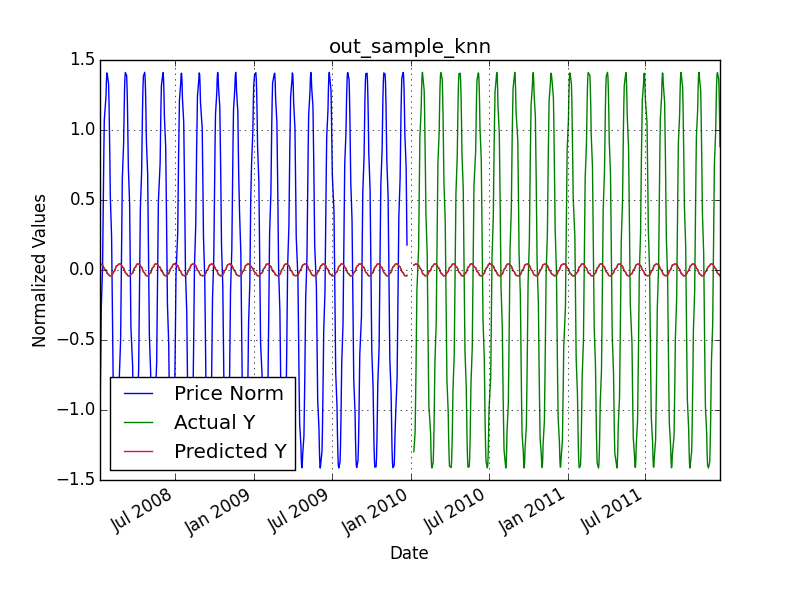 out_sample_knn
1.5
1.0
0.5
0.0
−0.5
−1.0
−1.5
Normalized Values
Price Norm
Actual Y
Predicted Y
Jul 2008
Jan 2009
Jul 2009
Jan 2010
Jul 2010
Jan 2011
Jul 2011
Date